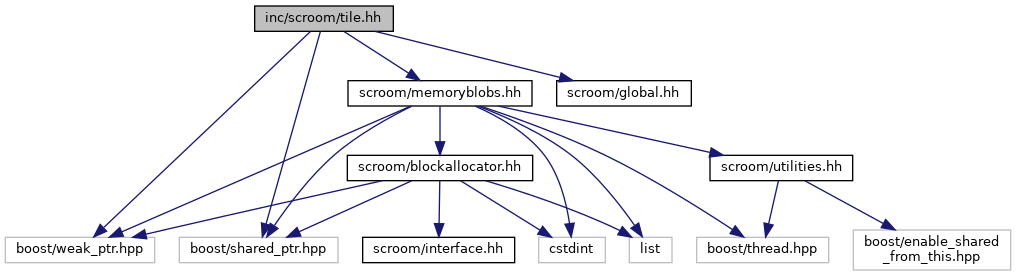 inc/scroom/tile.hh
scroom/memoryblobs.hh
scroom/global.hh
scroom/blockallocator.hh
scroom/utilities.hh
boost/weak_ptr.hpp
boost/shared_ptr.hpp
scroom/interface.hh
cstdint
list
boost/thread.hpp
boost/enable_shared
_from_this.hpp